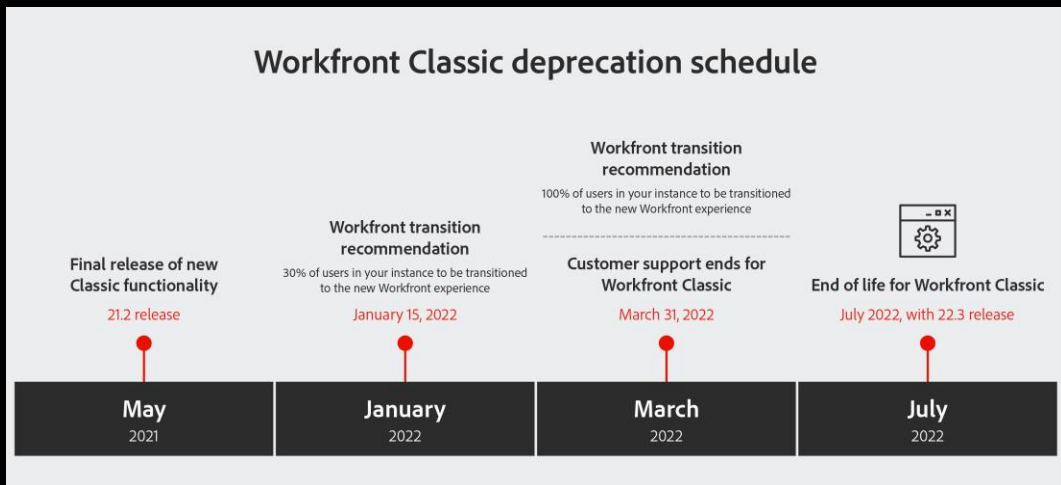 Workfront Classic deprecation schedule
Final release of new
Classic functionality
21.2 release
May
2021
Workfront transition
recommendation
30% of users in your instance to be transitioned
to the new Workfront experience
January 15, 2022
January
2022
Workfront transition
recommendation
100% of users in your instance to be transitioned
to the new Workfront experience
Customer support ends for
Workfront Classic
March 31, 2022
March
2022
End of life for Workfront Classic
July 2022, with 22.3 release
July
2022